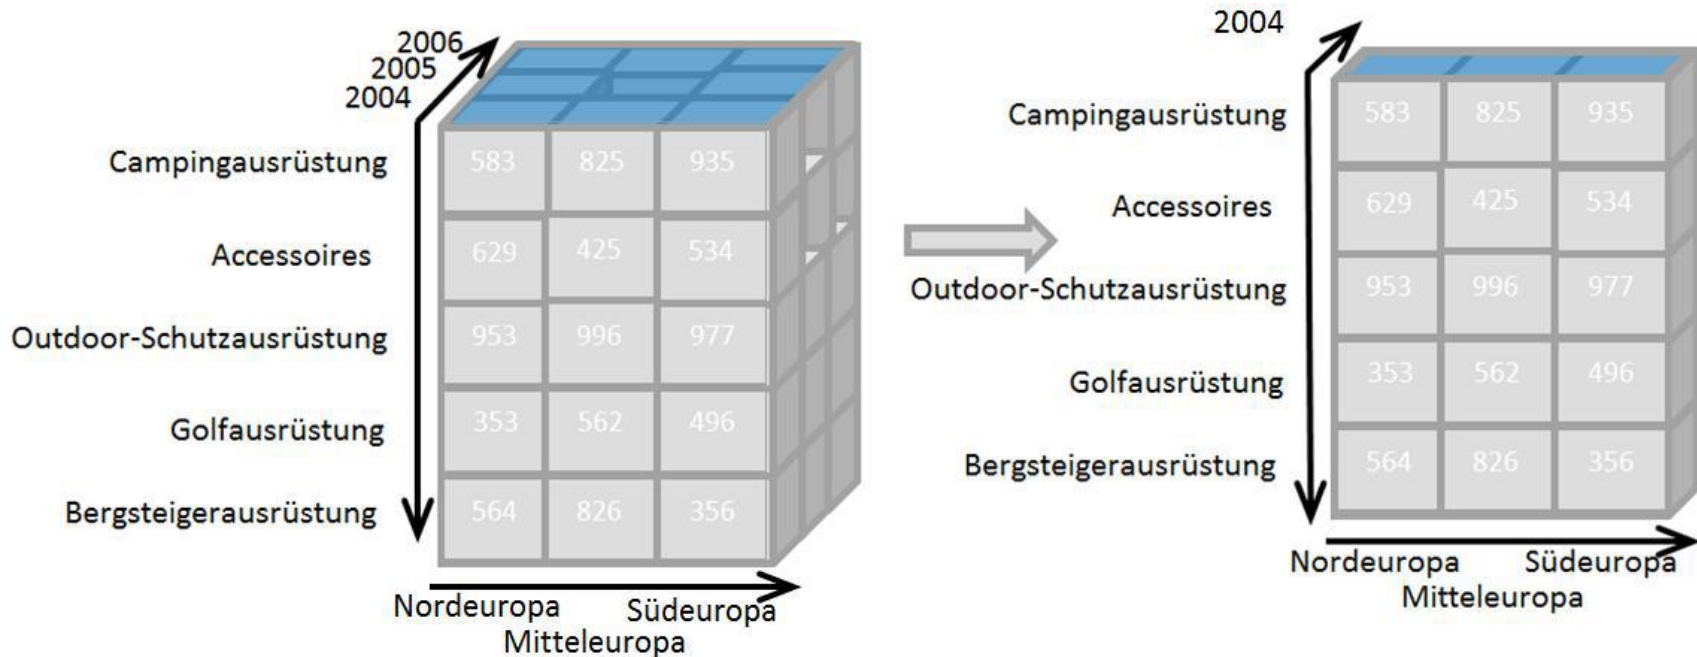 2006
2005
2004
Campingausrüstung 583 825 935
Accessoires 629 425 534
Outdoor-Schutzausrüstung 953 996 977
Golfausrüstung 353 562 496
Bergsteigerausrüstung 564 826 356
Nordeuropa Südeuropa
Mitteleuropa
2004
Campingausrüstung 583 825 935
Accessoires 629 425 534
Outdoor-Schutzausrüstung 953 996 977
Golfausrüstung 353 562 496
Bergsteigerausrüstung 564 826 356
Nordeuropa Südeuropa
Mitteleuropa